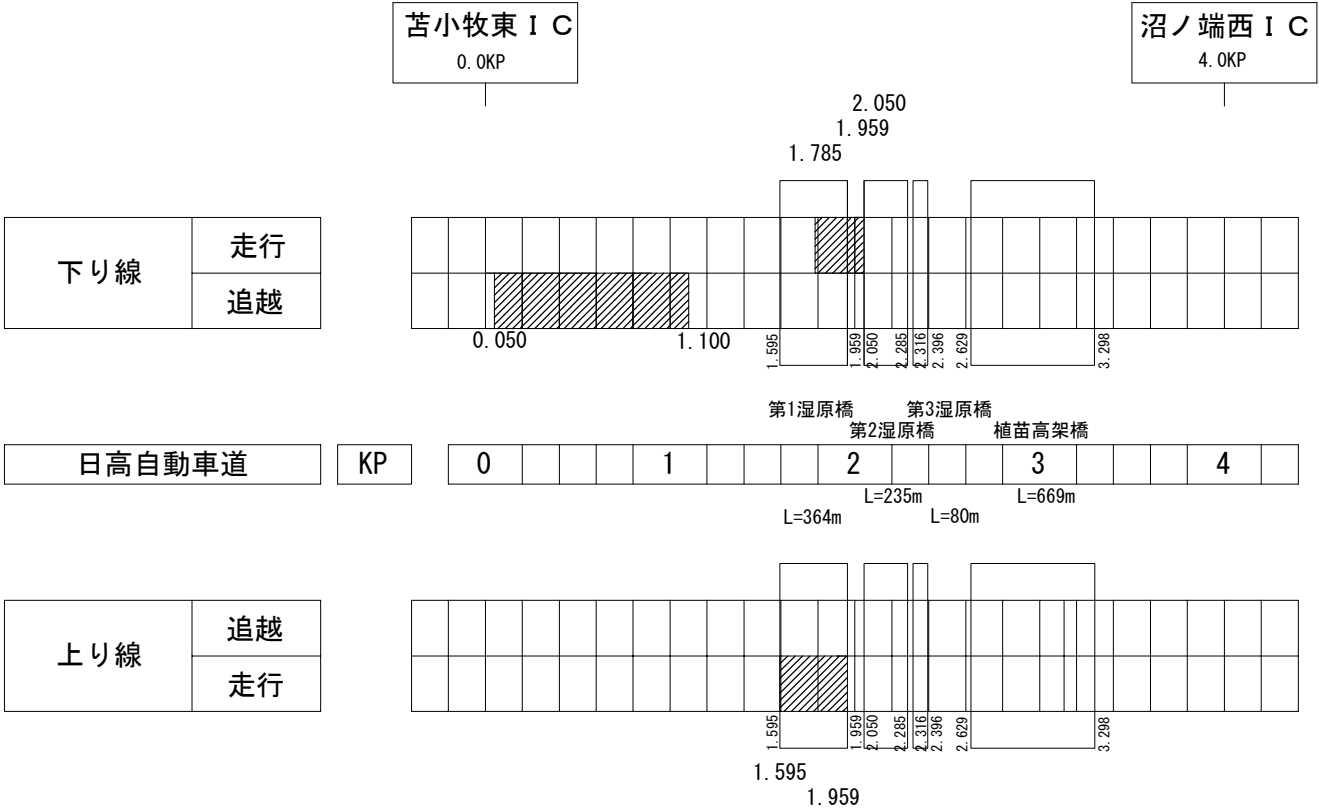 苫小牧東ＩＣ
0.0KP
沼ノ端西ＩＣ
4.0KP
2.050
1.959
1.785
下り線
走行
追越
0.050
1.100
1.595
1.959
2.050
2.285
2.316
2.396
2.629
3.298
第1湿原橋
第3湿原橋
第2湿原橋
植苗高架橋
日高自動車道
KP
0
1
2
3
4
L=235m
L=669m
L=364m
L=80m
上り線
追越
走行
1.595
1.959
2.050
2.285
2.316
2.396
2.629
3.298
1.595
1.959